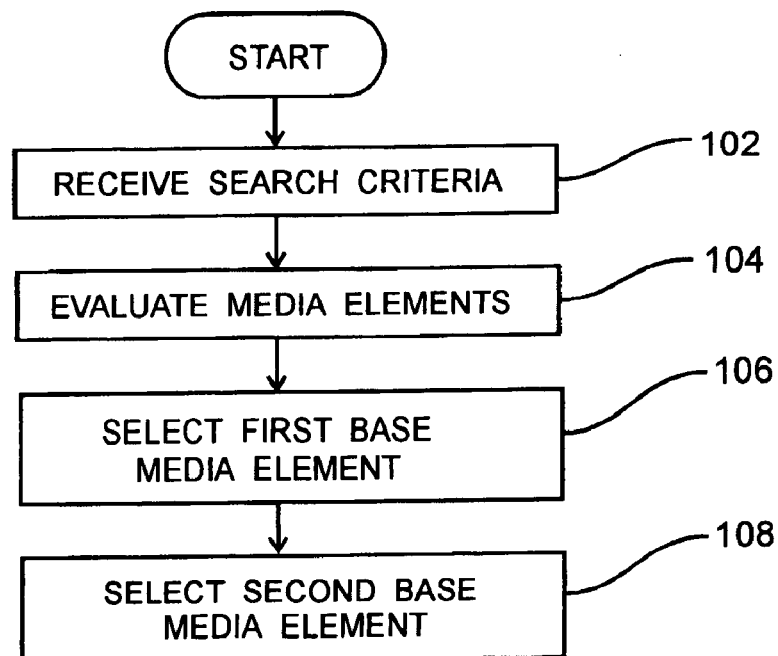 START
RECEIVE SEARCH CRITERIA
102
EVALUATE MEDIA ELEMENTS
104
SELECT FIRST BASE
MEDIA ELEMENT
106
SELECT SECOND BASE
MEDIA ELEMENT
108